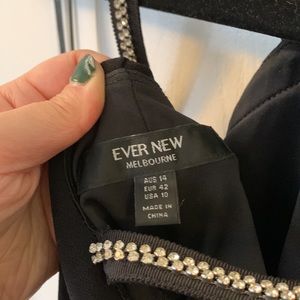 EVER NEW
MELBOURNE
AUS 14
EUR 42
USA 10
MADE IN
CHINA